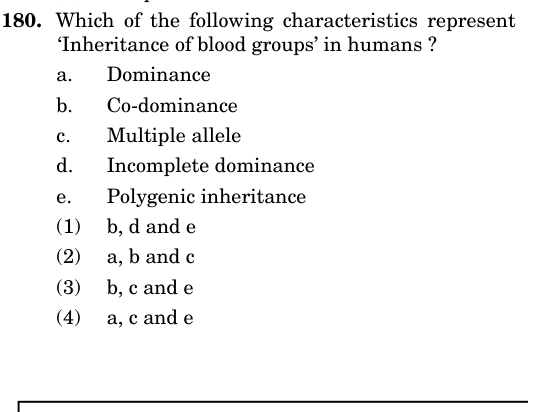 180. Which of the following characteristics represent
‘Inheritance of blood groups’ in humans ?
a. Dominance
b. Co-dominance
c. Multiple allele
d. Incomplete dominance
e. Polygenic inheritance
(1) b, d and e
(2) a, b and c
(3) b, c and e
(4) a, c and e